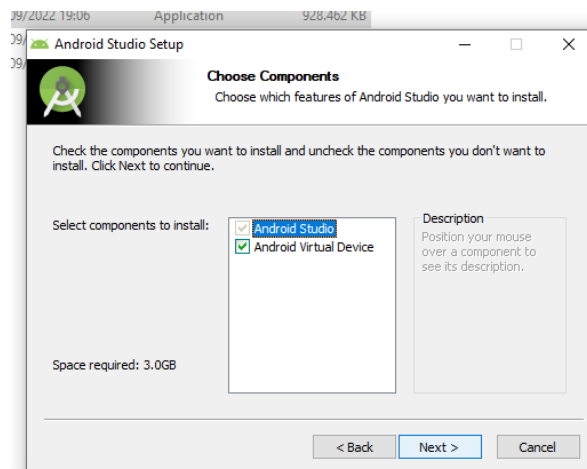 09/2022 19:06 Application 928.462 KB
09/
09/
Android Studio Setup
Choose Components
Choose which features of Android Studio you want to install.
Check the components you want to install and uncheck the components you don't want to
install. Click Next to continue.
Select components to install:
Android Studio
Android Virtual Device
Description
Position your mouse
over a component to
see its description.
Space required: 3.0GB
< Back
Next >
Cancel